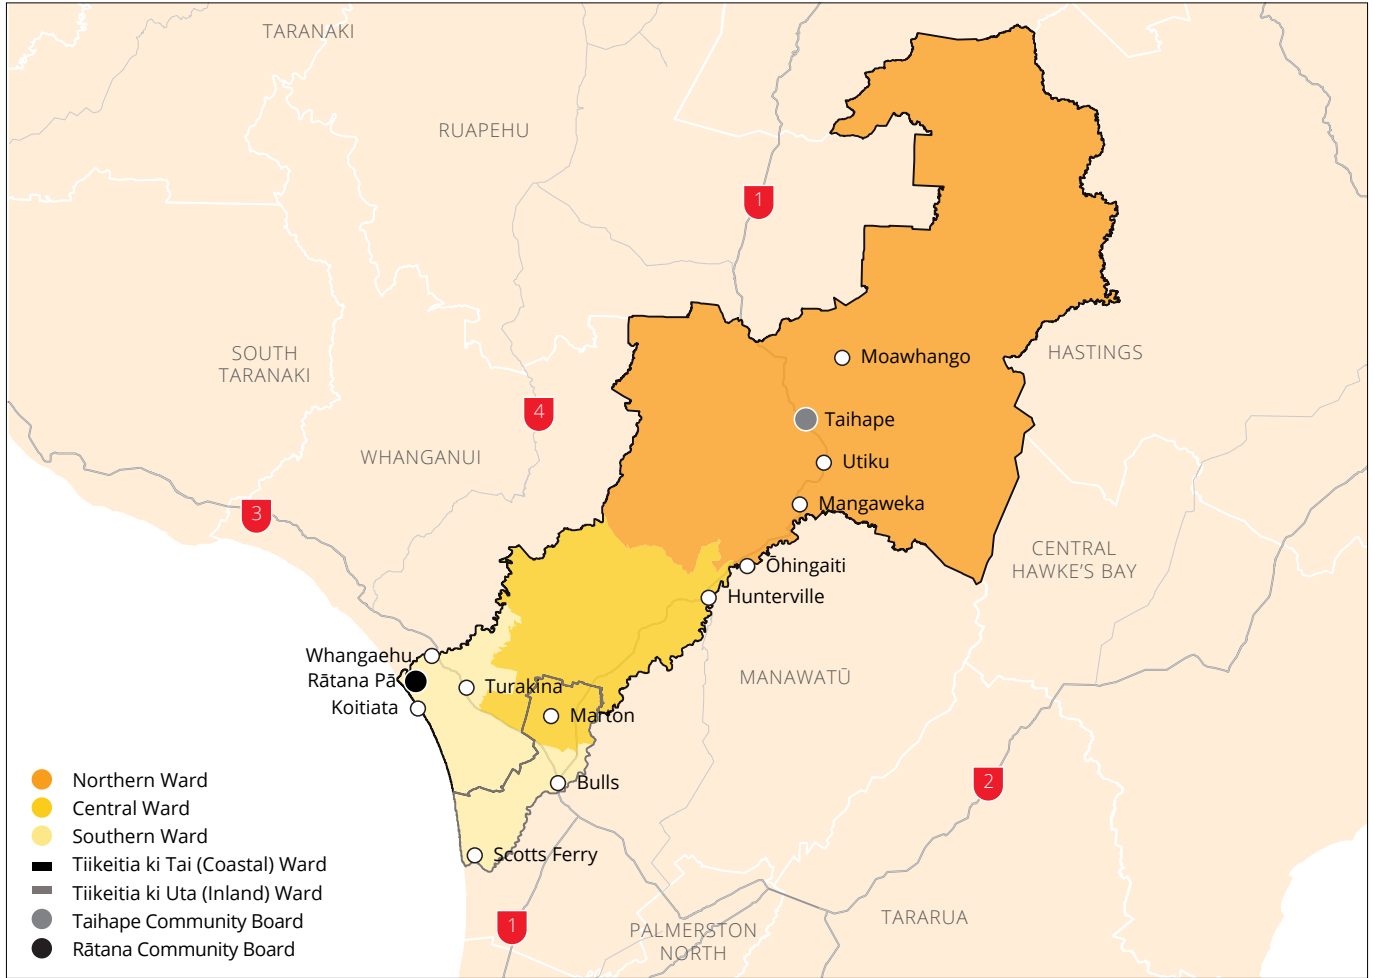 TARANAKI
RUAPEHU
1
SOUTH
TARANAKI
HASTINGS
Moawhango
4
Taihape
WHANGANUI
Utiku
3
Mangaweka
CENTRAL
HAWKE'S BAY
Ōhingaiti
Hunterville
Whangaehu
Rātana Pā
Turakina
MANAWATŪ
Koitiata
Marton
Bulls
2
Scotts Ferry
1
PALMERSTON
NORTH
TARARUA
Northern Ward
Central Ward
Southern Ward
Tiikeitia ki Tai (Coastal) Ward
Tiikeitia ki Uta (Inland) Ward
Taihape Community Board
Rātana Community Board